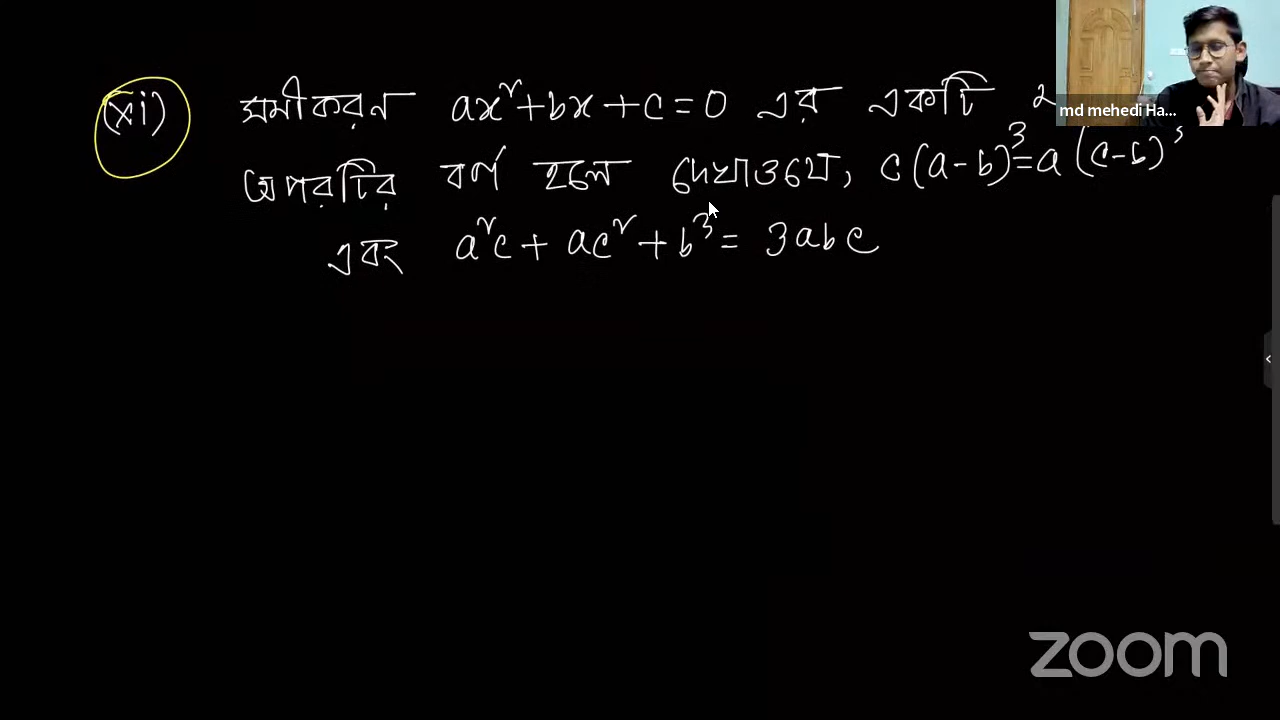 (xi) সমীকরণ ax²+bx+c=0 এর একটি
md mehedi Ha...
অপরটির বর্গ হলে দেখাও যে, c(a-b)³=a(c-b)³
এবং a²c+ac²+b³=3abc
zoom